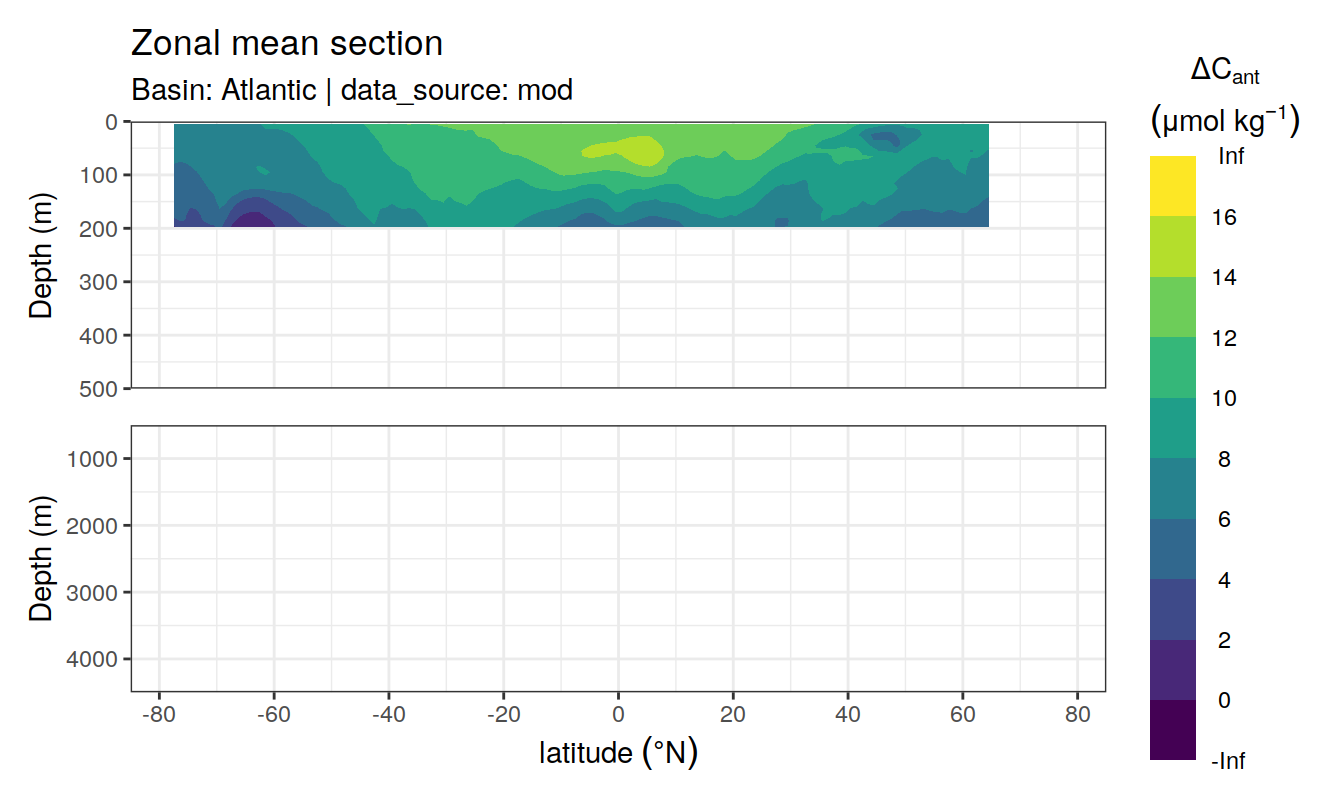 Zonal mean section
Basin: Atlantic | data_source: mod
Depth (m)
0
100
200
300
400
500
Depth (m)
1000
2000
3000
4000
-80 -60 -40 -20 0 20 40 60 80
latitude (°N)
ΔCant
(μmol kg⁻¹)
Inf
16
14
12
10
8
6
4
2
0
-Inf